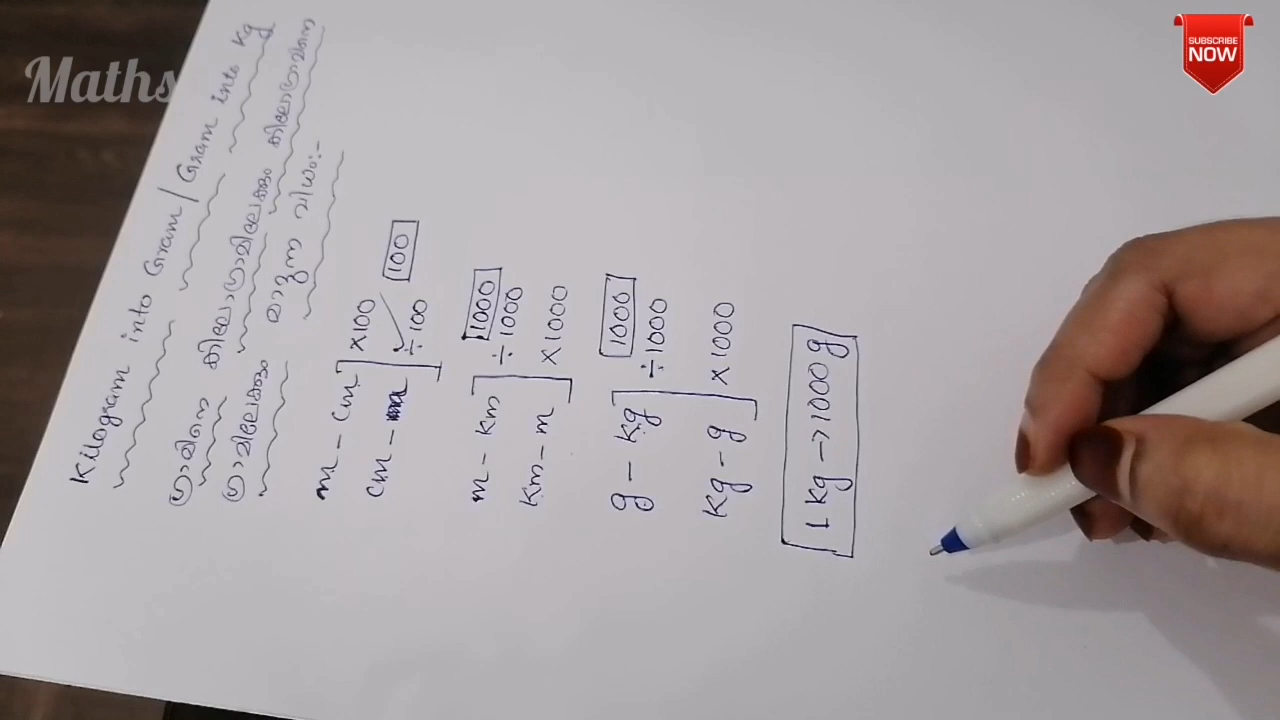 Maths
SUBSCRIBE
NOW
Kilogram into Gram / Gram into Kg
ഗ്രാമിനെ കിലോഗ്രാമിലേക്കും കിലോഗ്രാമിനെ
ഗ്രാമിലേക്കും മാറ്റുന്ന വിധം:-
m - cm ] × 100
cm - m ] ÷ 100 100
1000
m - km ] ÷ 1000
Km - m ] × 1000
1000
g - kg ] ÷ 1000
Kg - g ] × 1000
1 Kg → 1000 g